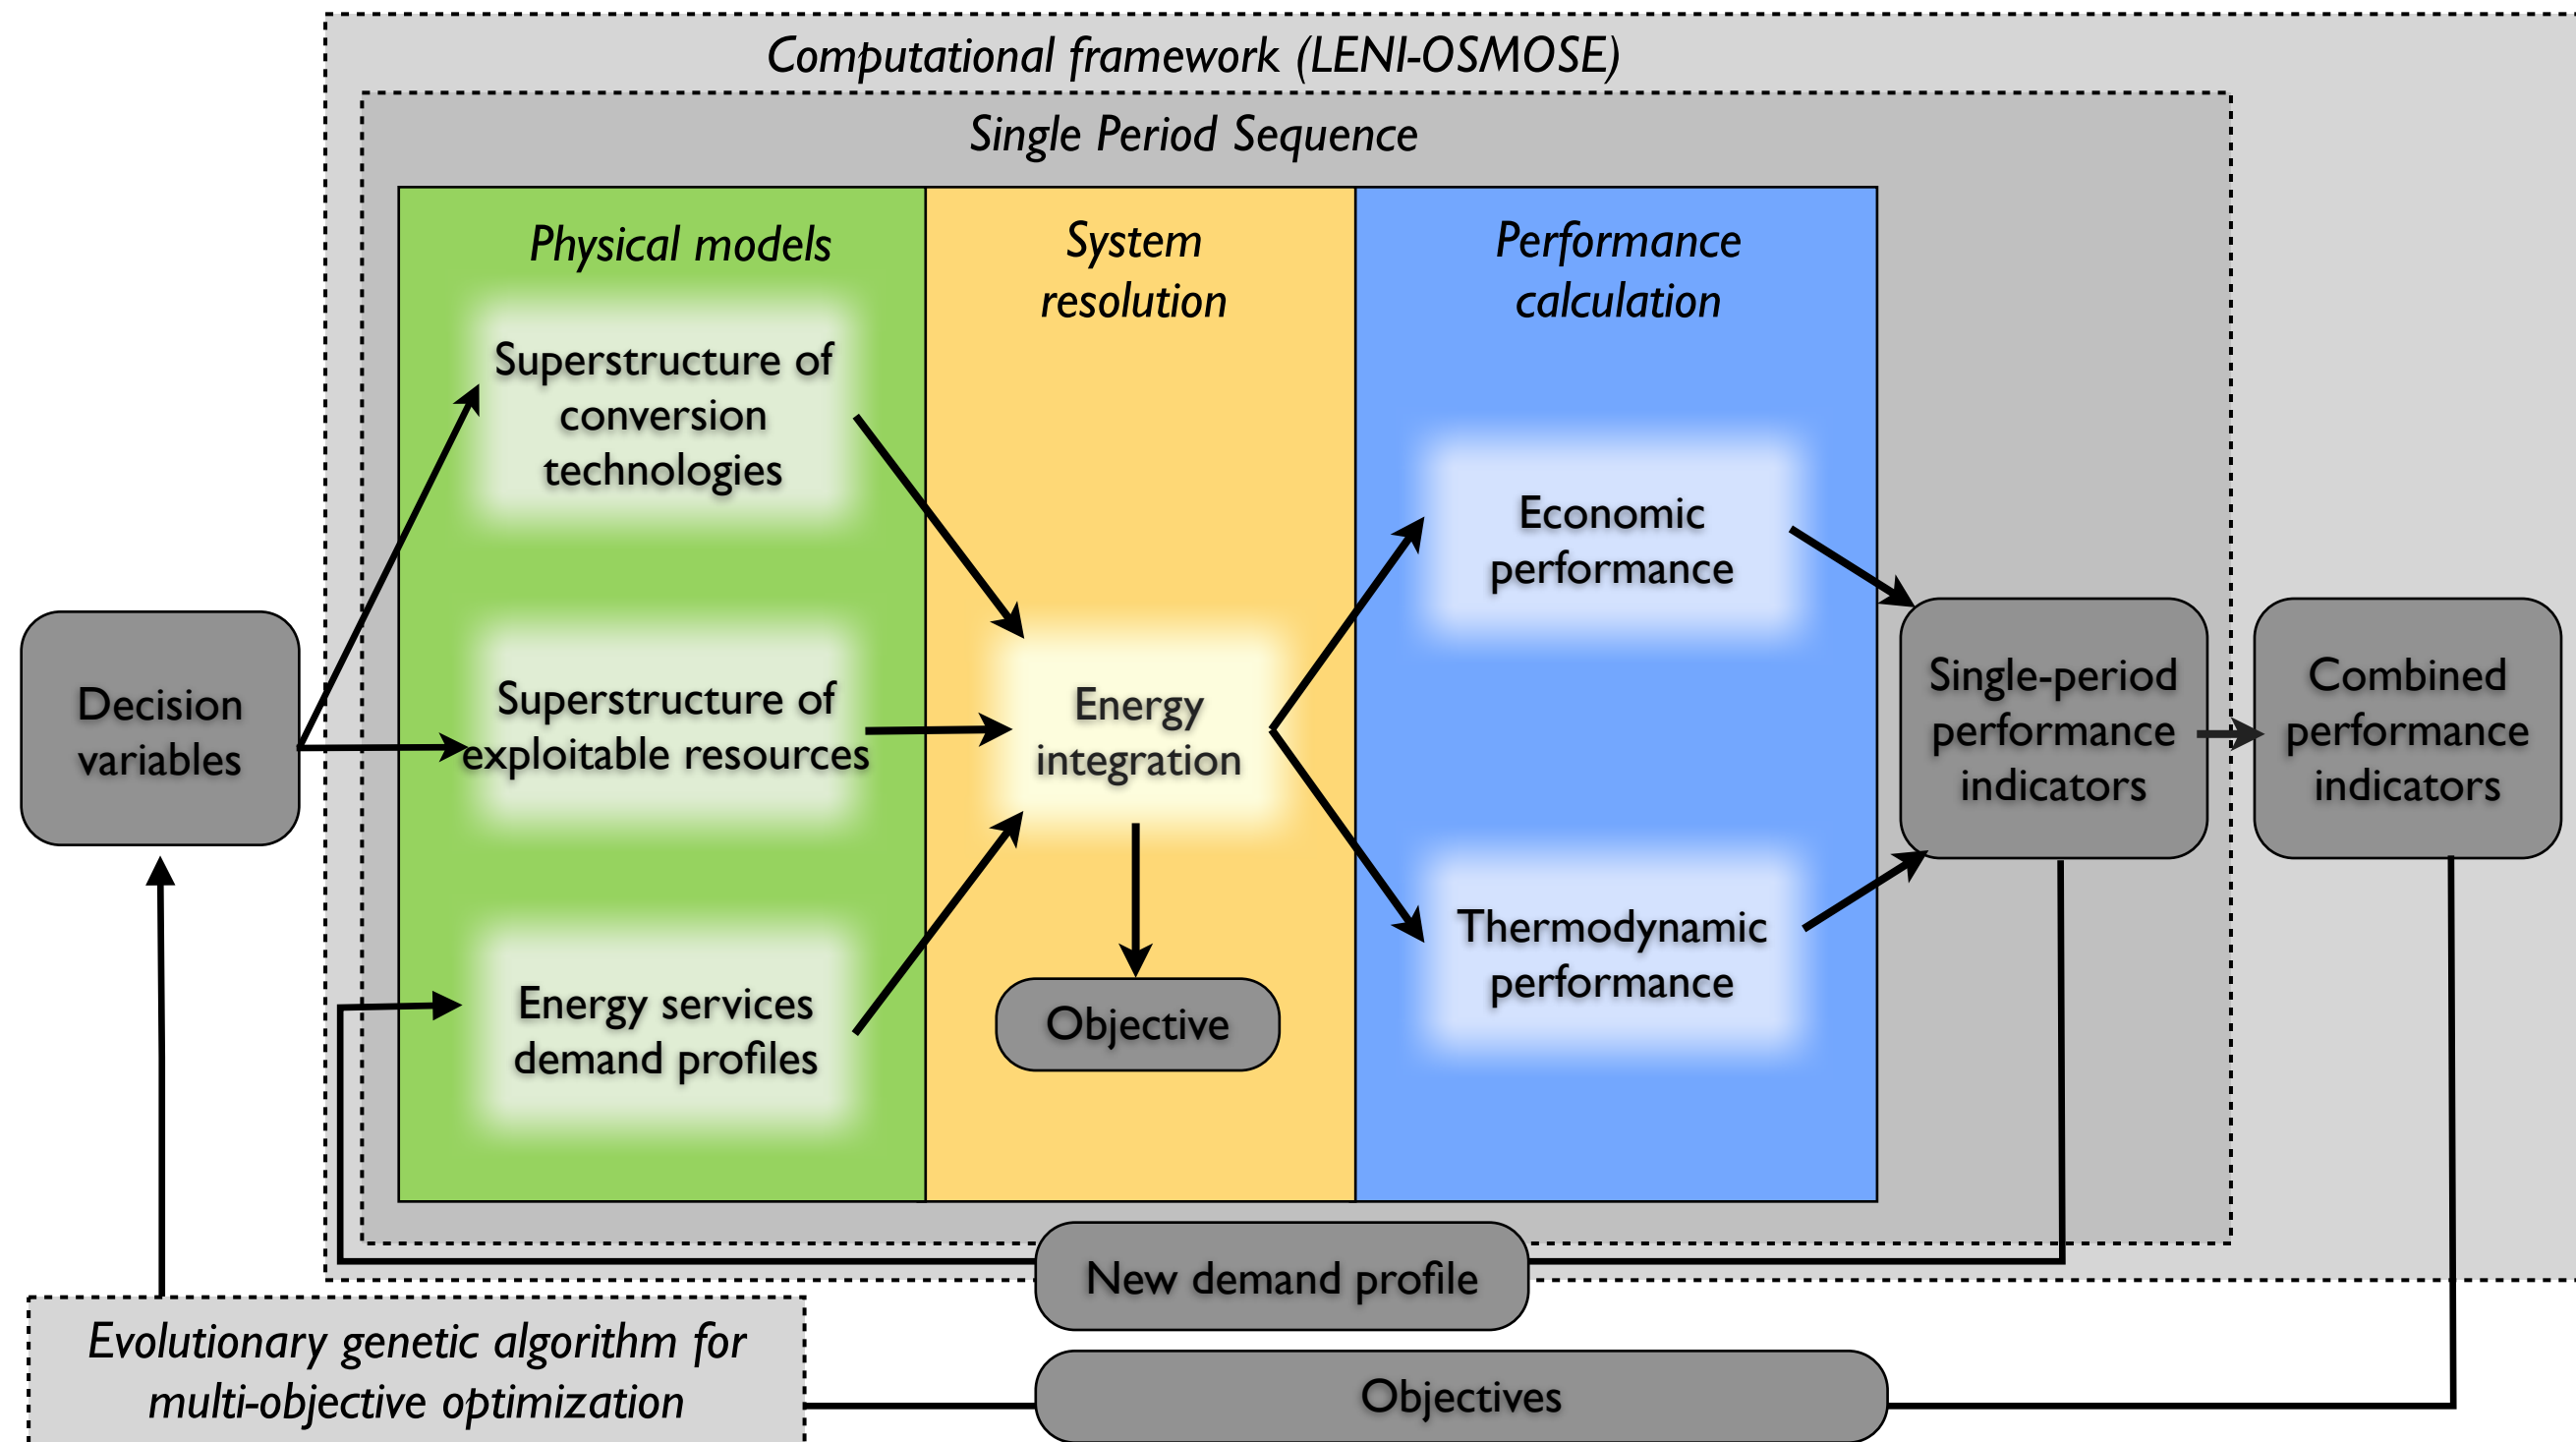 Computational framework (LENI-OSMOSE)
Single Period Sequence
Physical models
System
resolution
Performance
calculation
Superstructure of
conversion
technologies
Superstructure of
exploitable resources
Energy services
demand profiles
Energy
integration
Objective
Economic
performance
Thermodynamic
performance
Decision
variables
Single-period
performance
indicators
Combined
performance
indicators
New demand profile
Evolutionary genetic algorithm for
multi-objective optimization
Objectives